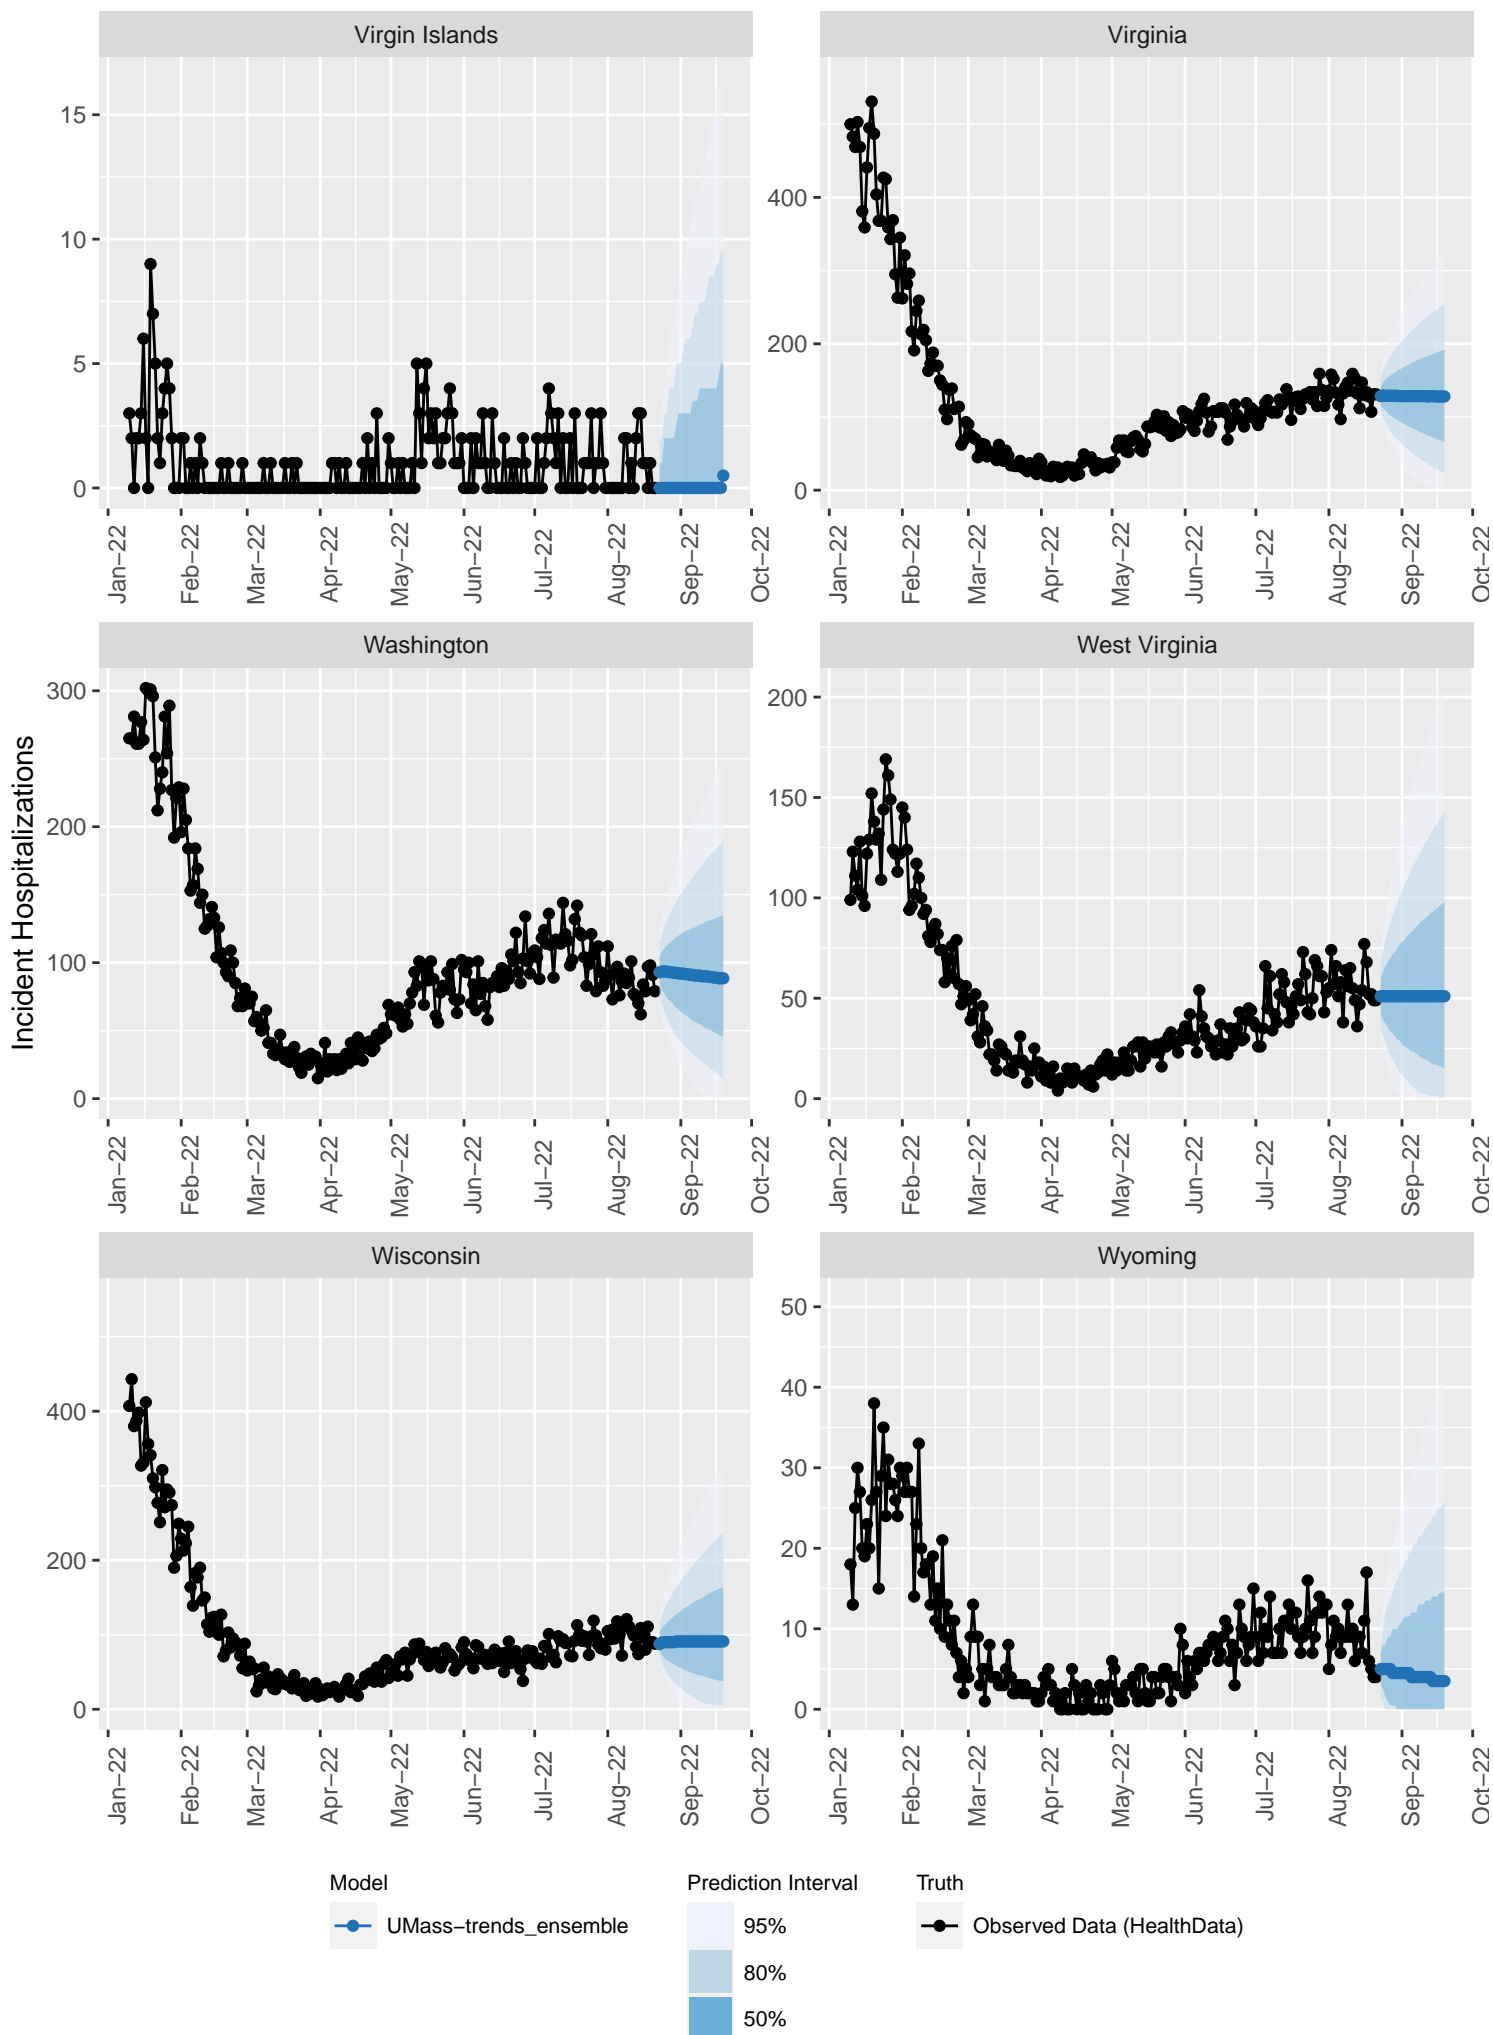 Virgin Islands
Virginia
15
10
5
0
400
200
0
Jan−22
Feb−22
Mar−22
Apr−22
May−22
Jun−22
Jul−22
Aug−22
Sep−22
Oct−22
Jan−22
Feb−22
Mar−22
Apr−22
May−22
Jun−22
Jul−22
Aug−22
Sep−22
Oct−22
Incident Hospitalizations
Washington
West Virginia
300
200
100
0
200
150
100
50
0
Jan−22
Feb−22
Mar−22
Apr−22
May−22
Jun−22
Jul−22
Aug−22
Sep−22
Oct−22
Jan−22
Feb−22
Mar−22
Apr−22
May−22
Jun−22
Jul−22
Aug−22
Sep−22
Oct−22
Wisconsin
Wyoming
400
200
0
50
40
30
20
10
0
Jan−22
Feb−22
Mar−22
Apr−22
May−22
Jun−22
Jul−22
Aug−22
Sep−22
Oct−22
Jan−22
Feb−22
Mar−22
Apr−22
May−22
Jun−22
Jul−22
Aug−22
Sep−22
Oct−22
Model
UMass−trends_ensemble
Prediction Interval
95%
80%
50%
Truth
Observed Data (HealthData)